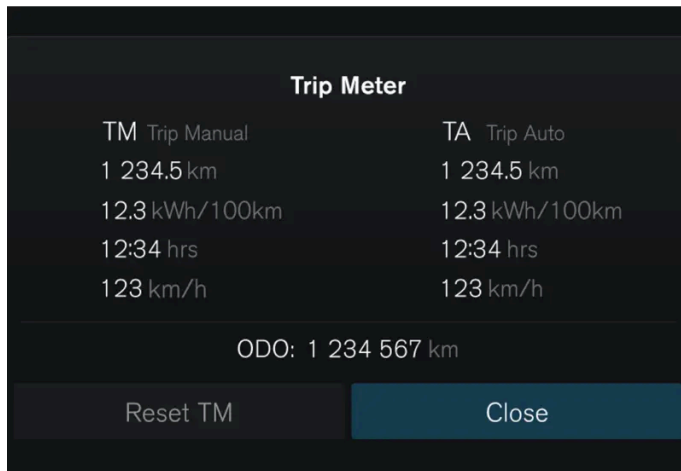 Trip Meter
TM Trip Manual
1 234.5 km
12.3 kWh/100km
12:34 hrs
123 km/h
TA Trip Auto
1 234.5 km
12.3 kWh/100km
12:34 hrs
123 km/h
ODO: 1 234 567 km
Reset TM
Close